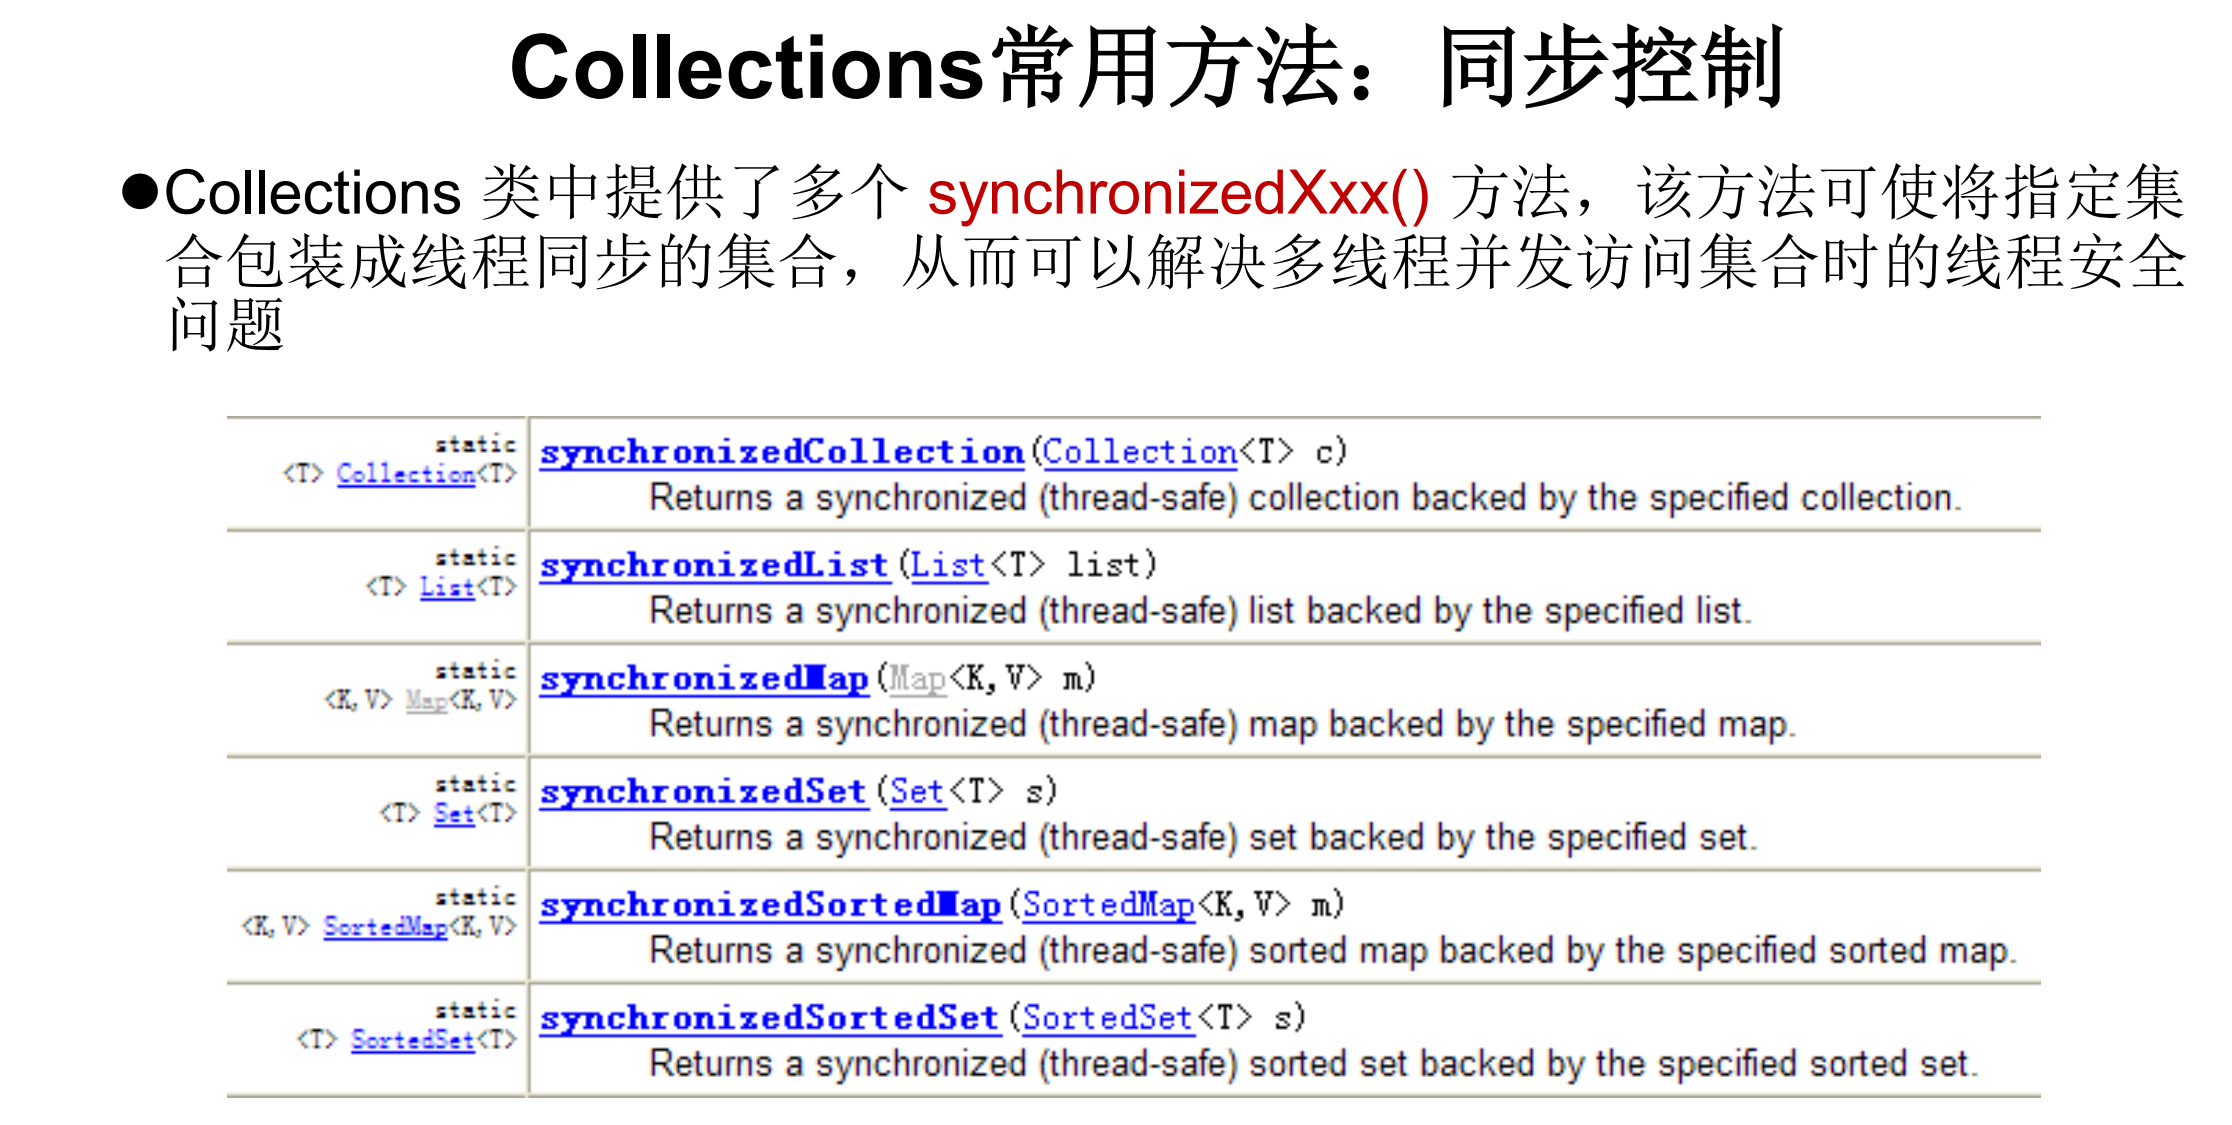 Collections常用方法：同步控制
●Collections 类中提供了多个 synchronizedXxx() 方法，该方法可使将指定集
合包装成线程同步的集合，从而可以解决多线程并发访问集合时的线程安全
问题
static
<T> Collection<T>
synchronizedCollection(Collection<T> c)
Returns a synchronized (thread-safe) collection backed by the specified collection.
static
<T> List<T>
synchronizedList(List<T> list)
Returns a synchronized (thread-safe) list backed by the specified list.
static
<K,V> Map<K,V>
synchronizedMap(Map<K,V> m)
Returns a synchronized (thread-safe) map backed by the specified map.
static
<T> Set<T>
synchronizedSet(Set<T> s)
Returns a synchronized (thread-safe) set backed by the specified set.
static
<K,V> SortedMap<K,V>
synchronizedSortedMap(SortedMap<K,V> m)
Returns a synchronized (thread-safe) sorted map backed by the specified sorted map.
static
<T> SortedSet<T>
synchronizedSortedSet(SortedSet<T> s)
Returns a synchronized (thread-safe) sorted set backed by the specified sorted set.